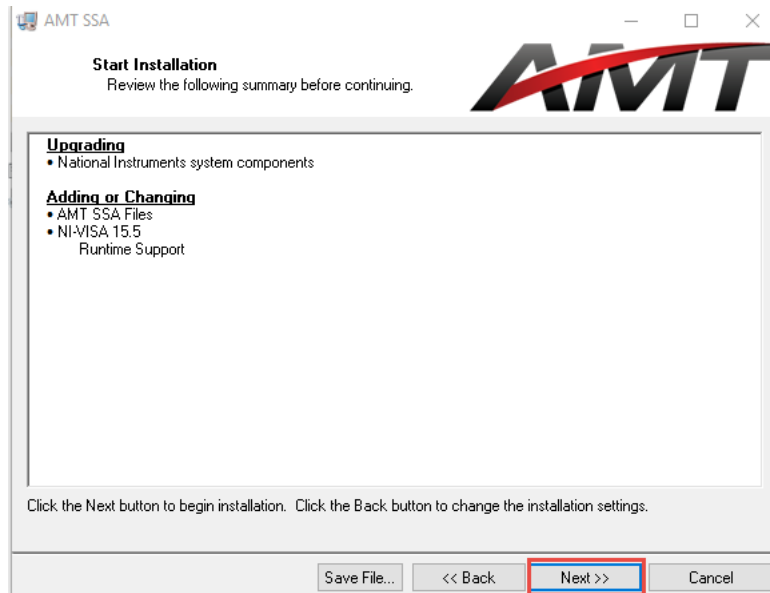 AMT SSA
Start Installation
Review the following summary before continuing.
AMT
Upgrading
• National Instruments system components
Adding or Changing
• AMT SSA Files
• NI-VISA 15.5
Runtime Support
Click the Next button to begin installation. Click the Back button to change the installation settings.
Save File... << Back Next >> Cancel